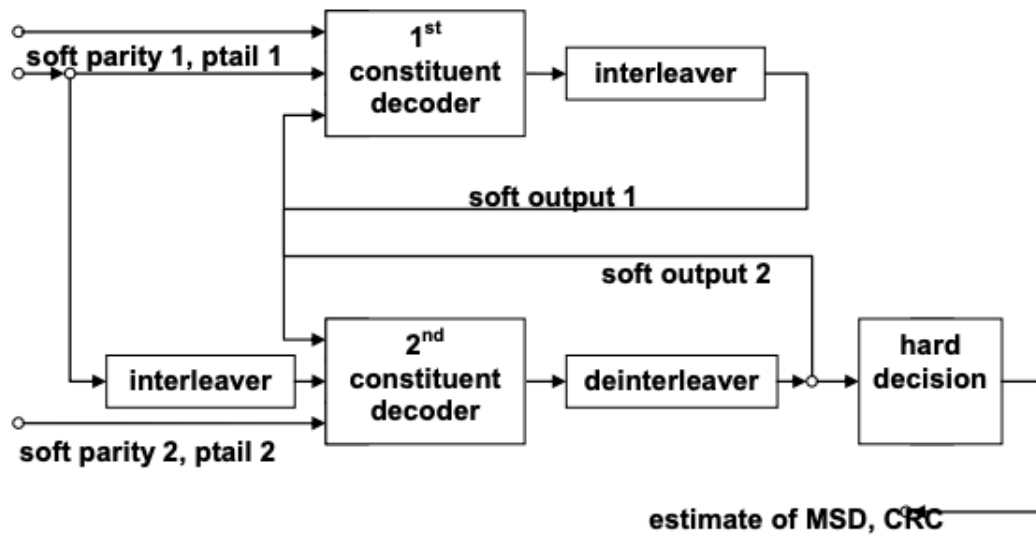 soft parity 1, ptail 1
1st
constituent
decoder
interleaver
soft output 1
soft output 2
interleaver
2nd
constituent
decoder
deinterleaver
hard
decision
soft parity 2, ptail 2
estimate of MSD, CRC